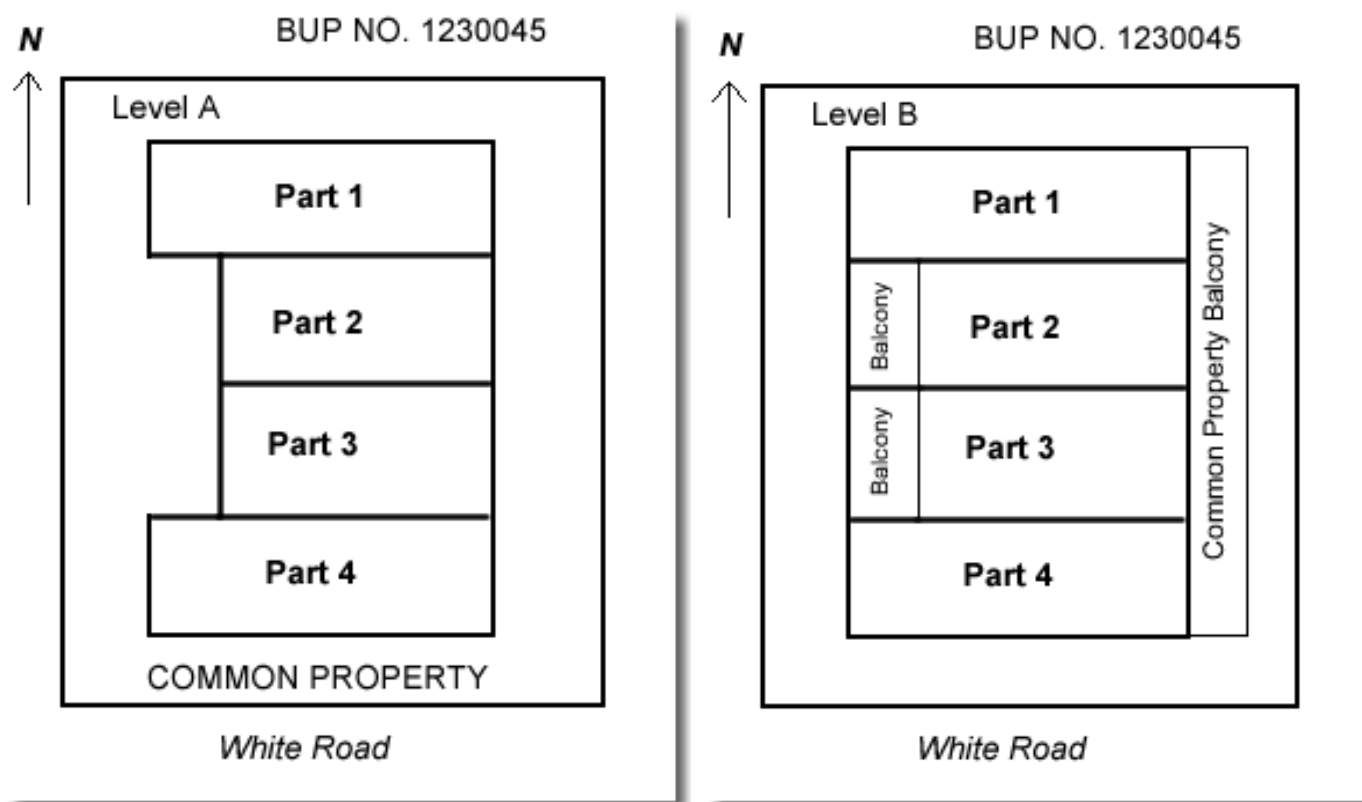 N
BUP NO. 1230045
Level A
Part 1
Part 2
Part 3
Part 4
COMMON PROPERTY
White Road
N
BUP NO. 1230045
Level B
Part 1
Balcony
Part 2
Balcony
Part 3
Part 4
Common Property Balcony
White Road